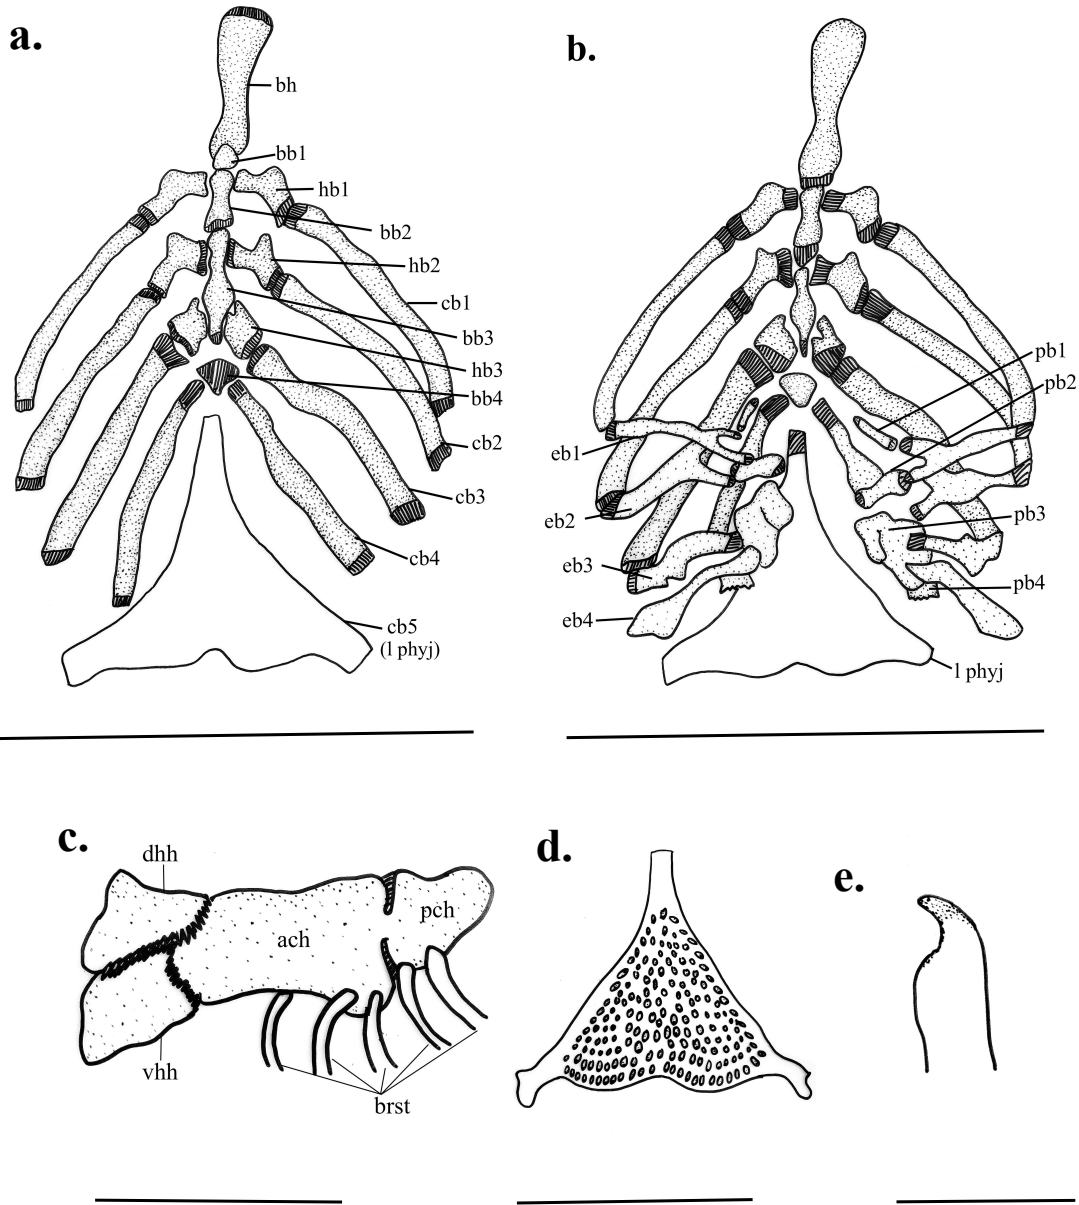 a.
bh
bb1
hb1
bb2
hb2
cb1
bb3
hb3
bb4
cb2
cb3
cb4
cb5
(l phyj)
b.
pb1
pb2
eb1
eb2
pb3
eb3
pb4
eb4
l phyj
c.
dhh
pch
ach
vhh
brst
d.
e.